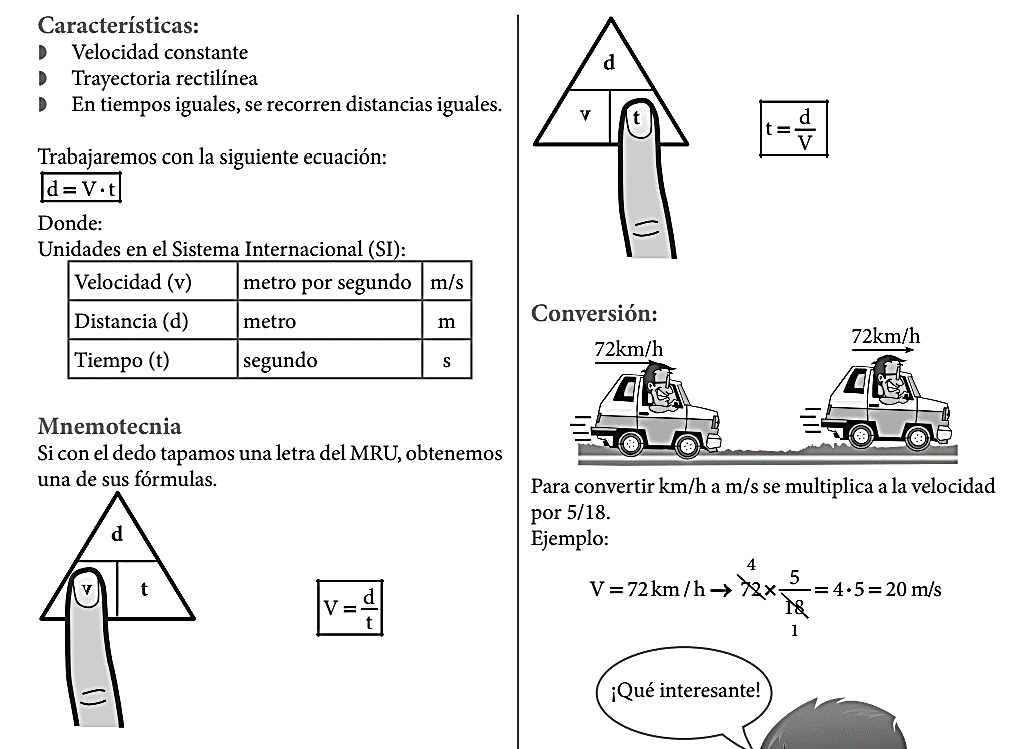 Características:
Velocidad constante
Trayectoria rectilínea
En tiempos iguales, se recorren distancias iguales.
Trabajaremos con la siguiente ecuación:
d = V · t
Donde:
Unidades en el Sistema Internacional (SI):
Velocidad (v) metro por segundo m/s
Distancia (d) metro m
Tiempo (t) segundo s
Mnemotecnia
Si con el dedo tapamos una letra del MRU, obtenemos
una de sus fórmulas.
d
v t
V = d/t
d
v t
t = d/V
Conversión:
72km/h
72km/h
Para convertir km/h a m/s se multiplica a la velocidad
por 5/18.
Ejemplo:
4
V = 72 km / h → 72 × 5/18 = 4 · 5 = 20 m/s
1
¡Qué interesante!